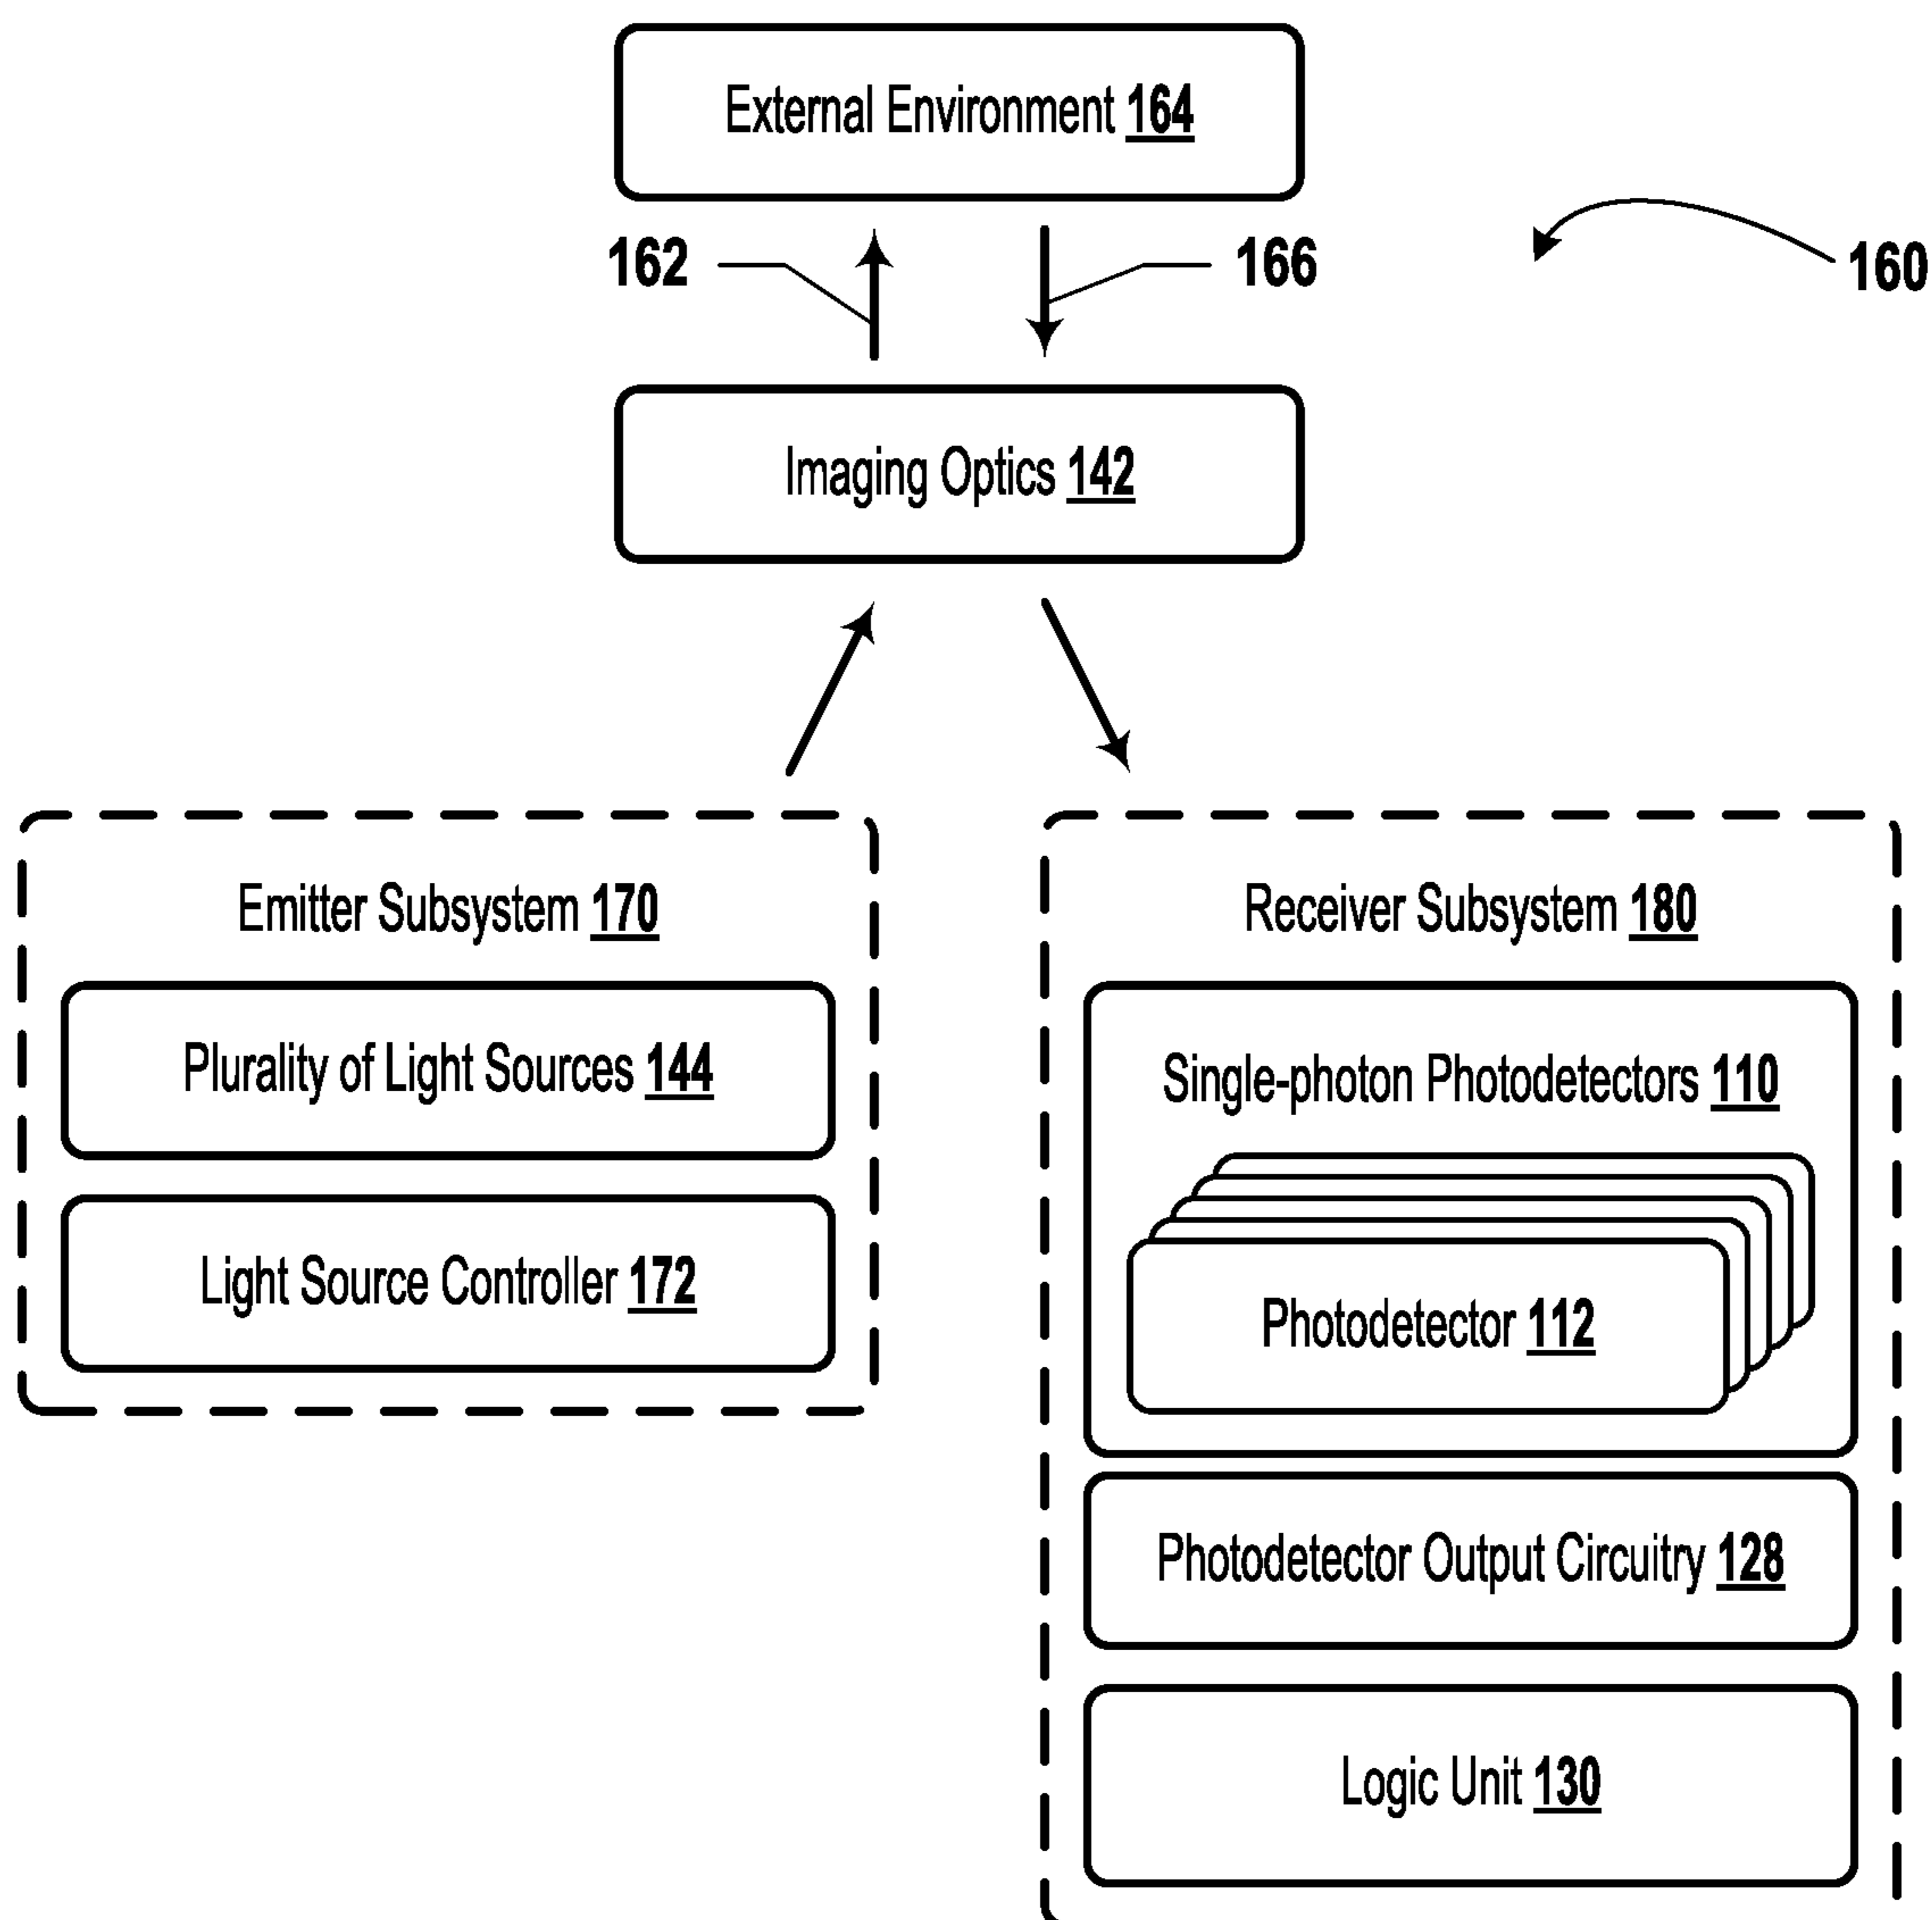 External Environment 164
162
166
160
Imaging Optics 142
Emitter Subsystem 170
Plurality of Light Sources 144
Light Source Controller 172
Receiver Subsystem 180
Single-photon Photodetectors 110
Photodetector 112
Photodetector Output Circuitry 128
Logic Unit 130